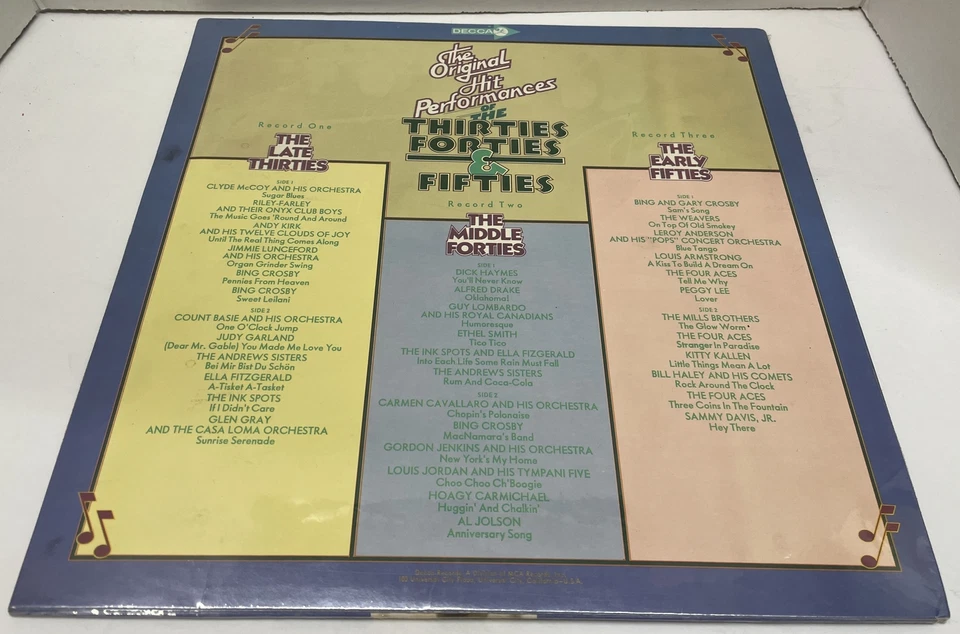 DECCA
The
Original
Hit
Performances
OF
THE
THIRTIES
FORTIES
&
FIFTIES
Record One
THE
LATE
THIRTIES
SIDE 1
CLYDE McCOY AND HIS ORCHESTRA
Sugar Blues
RILEY-FARLEY
AND THEIR ONYX CLUB BOYS
The Music Goes 'Round And Around
ANDY KIRK
AND HIS TWELVE CLOUDS OF JOY
Until The Real Thing Comes Along
JIMMIE LUNCEFORD
AND HIS ORCHESTRA
Organ Grinder Swing
BING CROSBY
Pennies From Heaven
BING CROSBY
Sweet Leilani
SIDE 2
COUNT BASIE AND HIS ORCHESTRA
One O'Clock Jump
JUDY GARLAND
(Dear Mr. Gable) You Made Me Love You
THE ANDREWS SISTERS
Bei Mir Bist Du Schön
ELLA FITZGERALD
A-Tisket A-Tasket
THE INK SPOTS
If I Didn't Care
GLEN GRAY
AND THE CASA LOMA ORCHESTRA
Sunrise Serenade
Record Two
THE
MIDDLE
FORTIES
SIDE 1
DICK HAYMES
You'll Never Know
ALFRED DRAKE
Oklahoma!
GUY LOMBARDO
AND HIS ROYAL CANADIANS
Humoresque
ETHEL SMITH
Tico Tico
THE INK SPOTS AND ELLA FITZGERALD
Into Each Life Some Rain Must Fall
THE ANDREWS SISTERS
Rum And Coca-Cola
SIDE 2
CARMEN CAVALLARO AND HIS ORCHESTRA
Chopin's Polonaise
BING CROSBY
MacNamara's Band
GORDON JENKINS AND HIS ORCHESTRA
New York's My Home
LOUIS JORDAN AND HIS TYMPANI FIVE
Choo Choo Ch'Boogie
HOAGY CARMICHAEL
Huggin' And Chalkin'
AL JOLSON
Anniversary Song
Record Three
THE
EARLY
FIFTIES
SIDE 1
BING AND GARY CROSBY
Sam's Song
THE WEAVERS
On Top Of Old Smokey
LEROY ANDERSON
AND HIS "POPS" CONCERT ORCHESTRA
Blue Tango
LOUIS ARMSTRONG
A Kiss To Build A Dream On
THE FOUR ACES
Tell Me Why
PEGGY LEE
Lover
SIDE 2
THE MILLS BROTHERS
The Glow Worm
THE FOUR ACES
Stranger In Paradise
KITTY KALLEN
Little Things Mean A Lot
BILL HALEY AND HIS COMETS
Rock Around The Clock
THE FOUR ACES
Three Coins In The Fountain
SAMMY DAVIS, JR.
Hey There
Decca Records, A Division of MCA Records, Inc.
Universal City, California U.S.A.